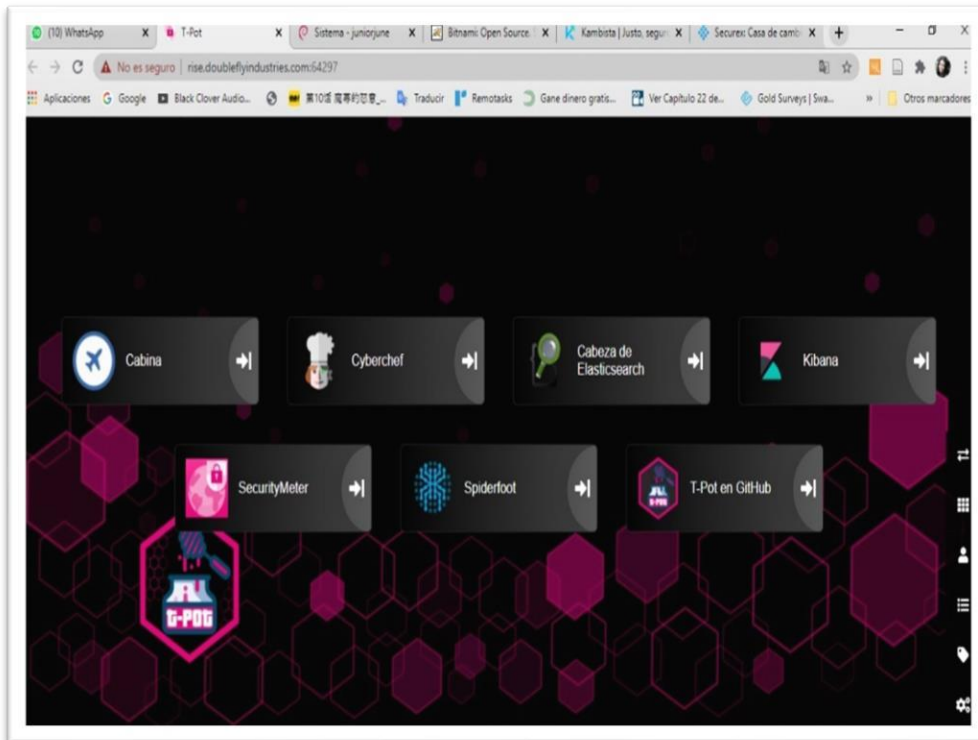 (10) WhatsApp
T-Pot
Sistema - juniorjune
Bitnami: Open Source.
Kambista | Justo, segur
Securex: Casa de cambi
No es seguro | rise.doubleflyindustries.com:64297
Aplicaciones
Google
Black Clover Audio...
Traducir
Remotasks
Gane dinero gratis...
Ver Capítulo 22 de...
Gold Surveys | Swa...
Otros marcadores
Cabina
Cyberchef
Cabeza de
Elasticsearch
Kibana
SecurityMeter
Spiderfoot
T-Pot en GitHub
T-POT